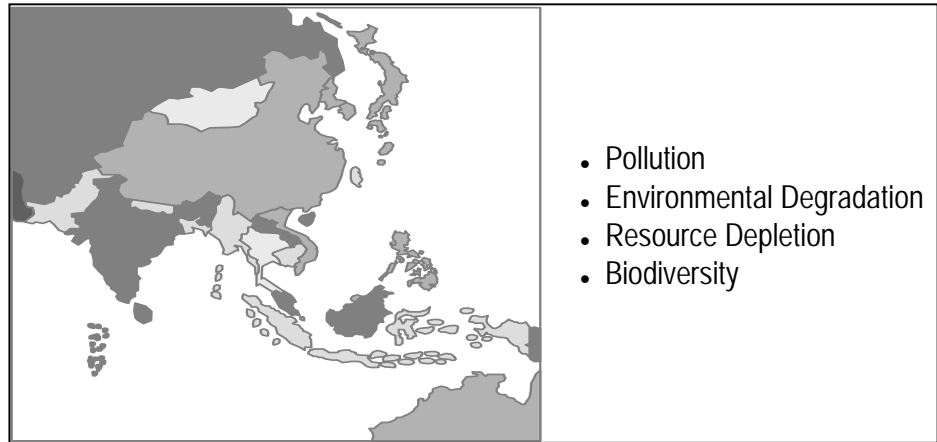 • Pollution
• Environmental Degradation
• Resource Depletion
• Biodiversity